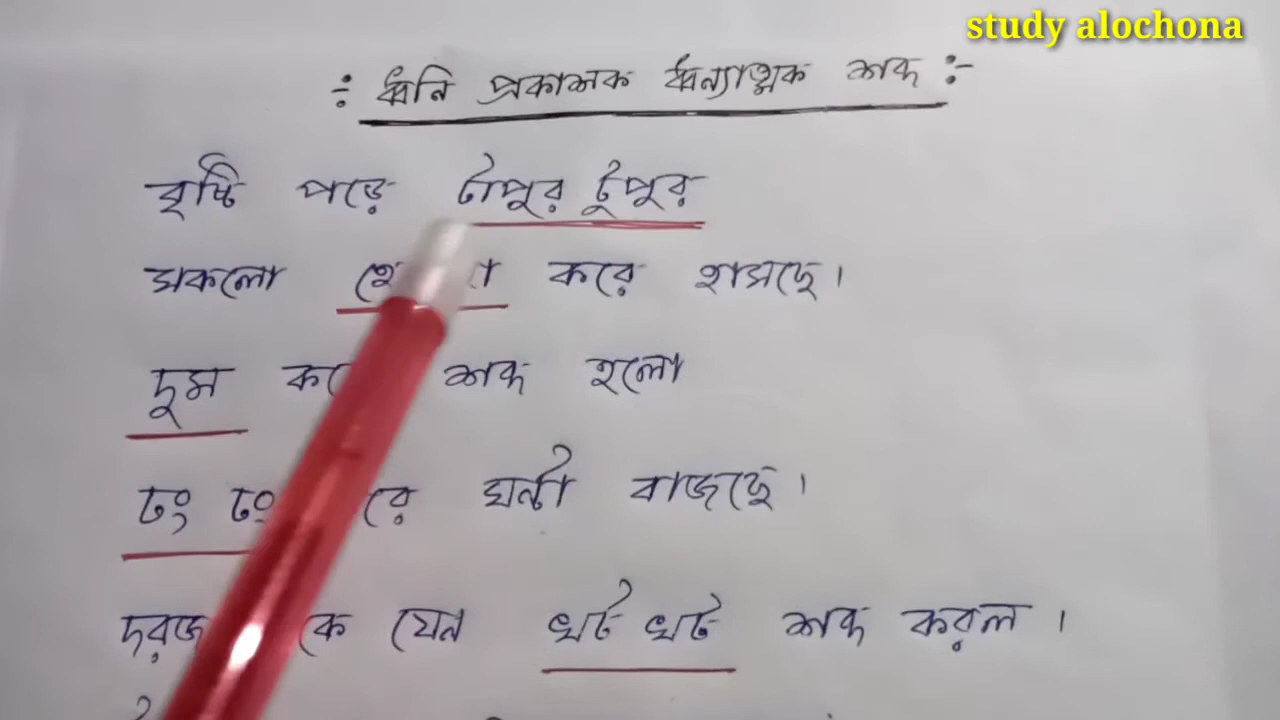 study alochona
÷ ধ্বনি প্রকাশক ধ্বন্যাত্মক শব্দ :-
বৃষ্টি পড়ে টাপুর টুপুর
সকলো করে হাসছে।
দুম শব্দ হলো
ঢং ঢং ঘন্টা বাজছে।
যেন খট খট শব্দ করল ।